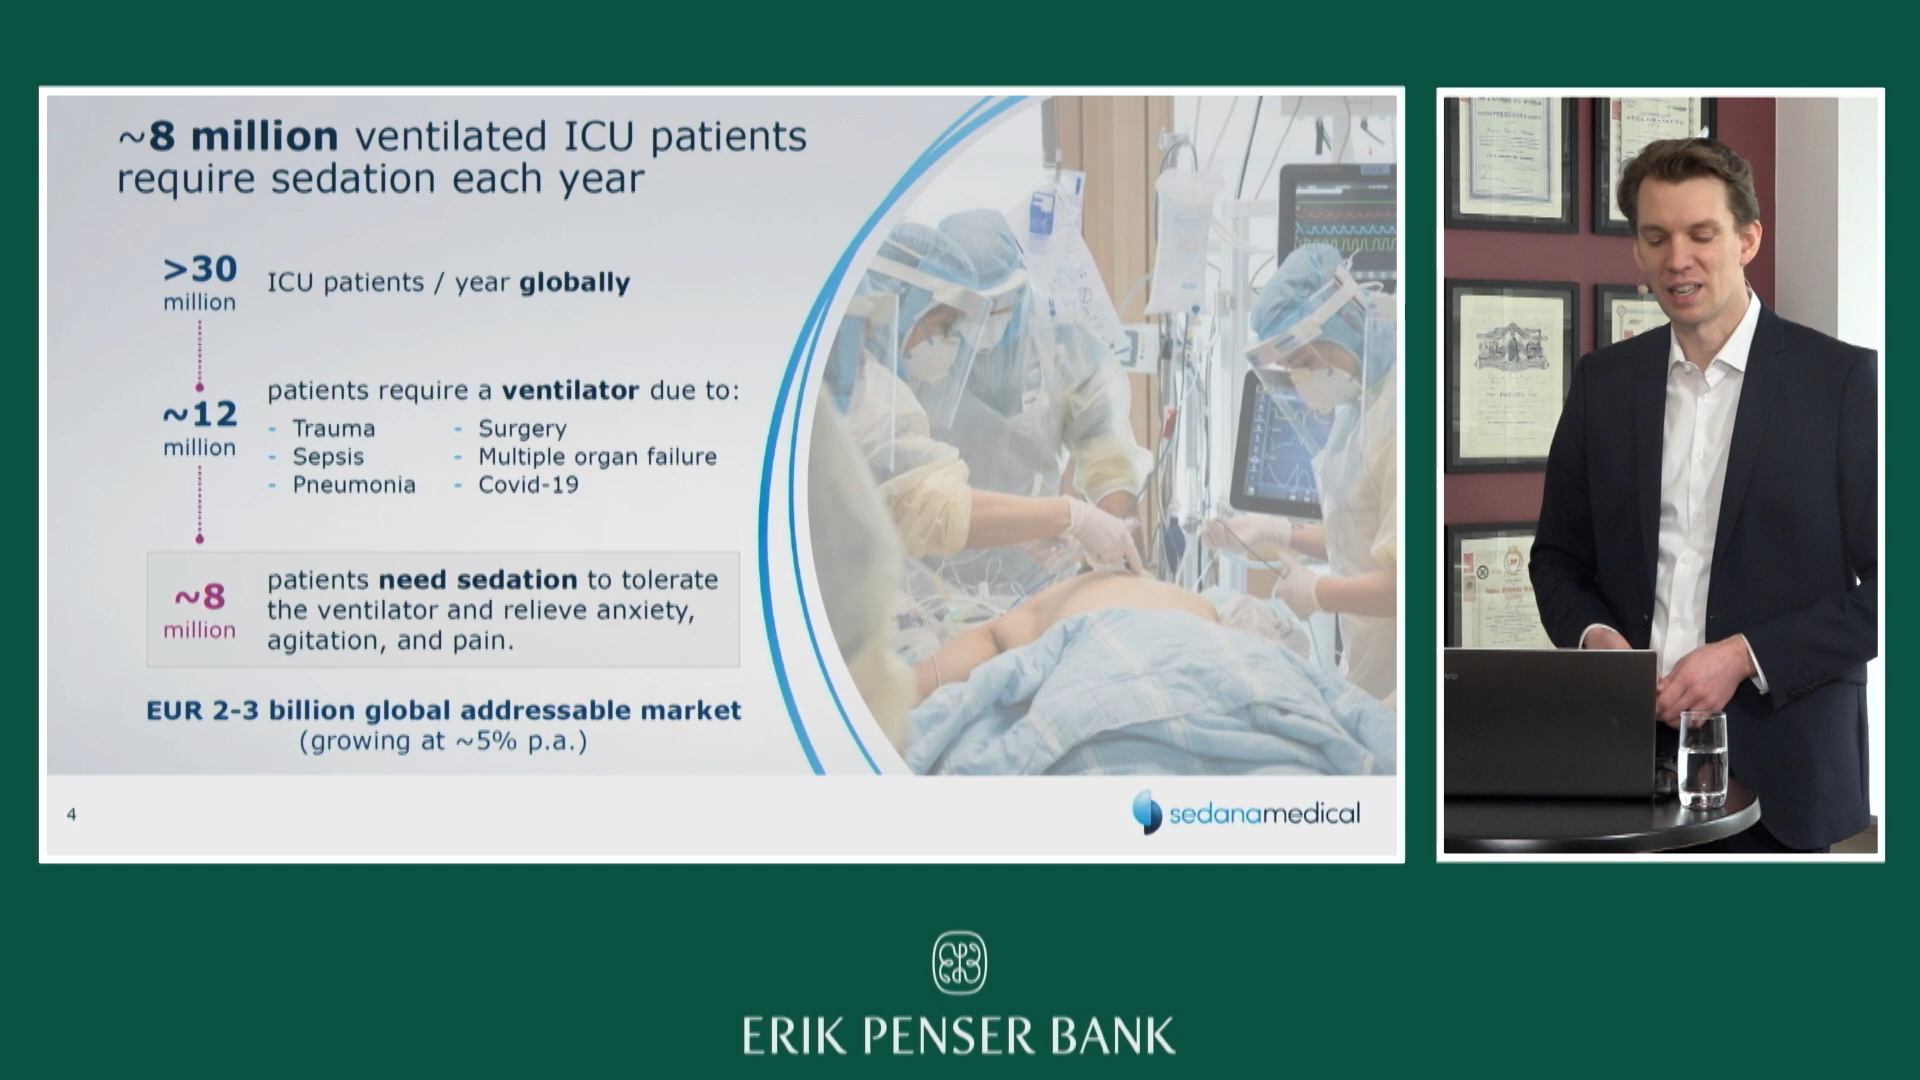 ~8 million ventilated ICU patients
require sedation each year
>30
million
ICU patients / year globally
~12
million
patients require a ventilator due to:
- Trauma
- Sepsis
- Pneumonia
- Surgery
- Multiple organ failure
- Covid-19
~8
million
patients need sedation to tolerate
the ventilator and relieve anxiety,
agitation, and pain.
EUR 2-3 billion global addressable market
(growing at ~5% p.a.)
4
sedanamedical
ERIK PENSER BANK